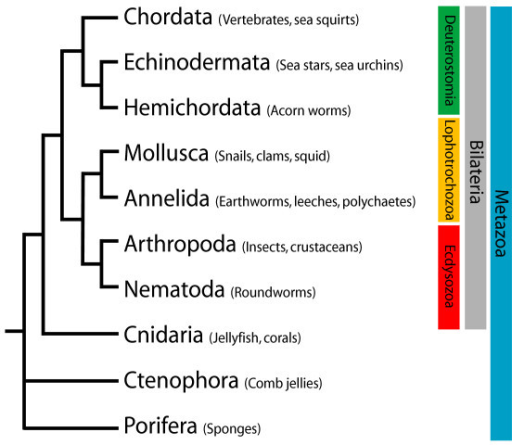 Chordata (Vertebrates, sea squirts)
Echinodermata (Sea stars, sea urchins)
Hemichordata (Acorn worms)
Mollusca (Snails, clams, squid)
Annelida (Earthworms, leeches, polychaetes)
Arthropoda (Insects, crustaceans)
Nematoda (Roundworms)
Cnidaria (Jellyfish, corals)
Ctenophora (Comb jellies)
Porifera (Sponges)
Deuterostomia
Lophotrochozoa
Ecdysozoa
Bilateria
Metazoa